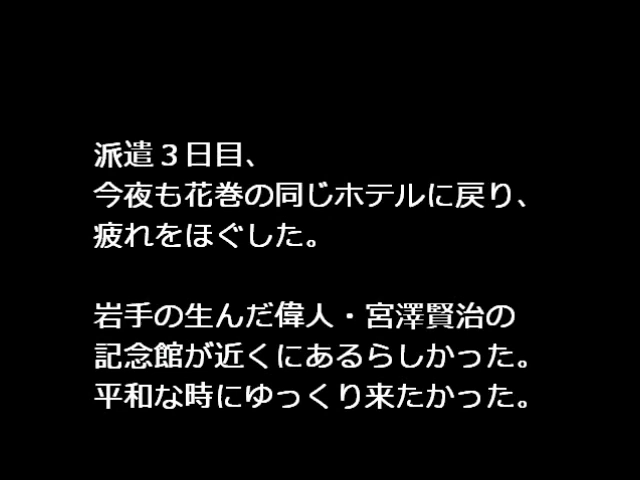 派遣３日目、
今夜も花巻の同じホテルに戻り、
疲れをほぐした。
岩手の生んだ偉人・宮澤賢治の
記念館が近くにあるらしかった。
平和な時にゆっくり来たかった。